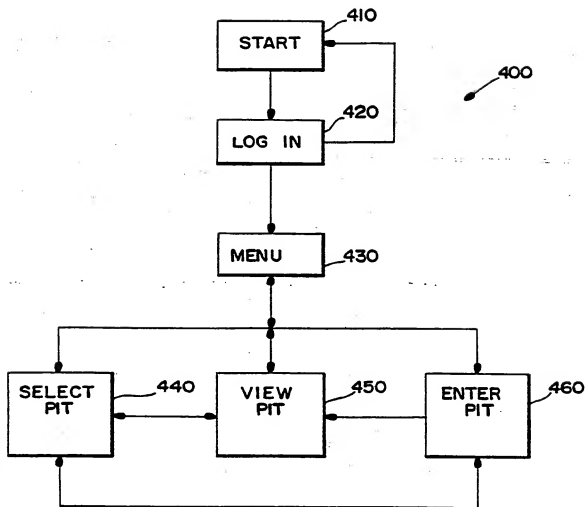 410
START
400
420
LOG IN
MENU
430
SELECT
PIT
440
VIEW
PIT
450
ENTER
PIT
460